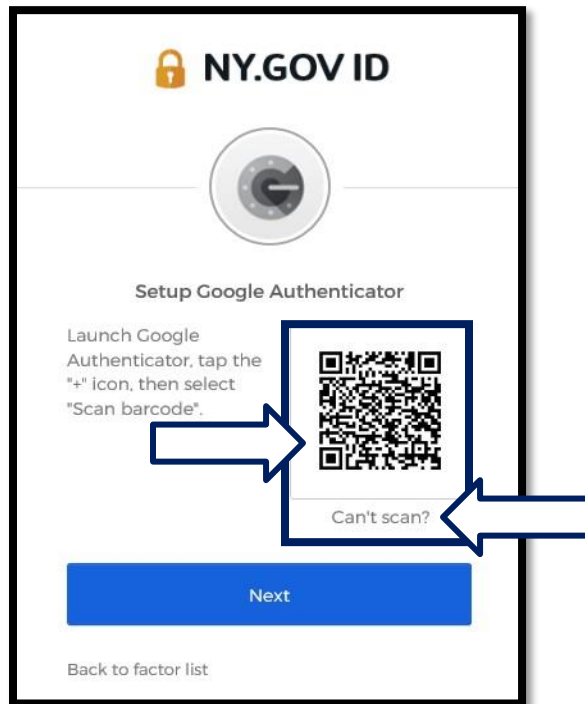 NY.GOV ID
Setup Google Authenticator
Launch Google
Authenticator, tap the
"+" icon, then select
"Scan barcode".
Can't scan?
Next
Back to factor list